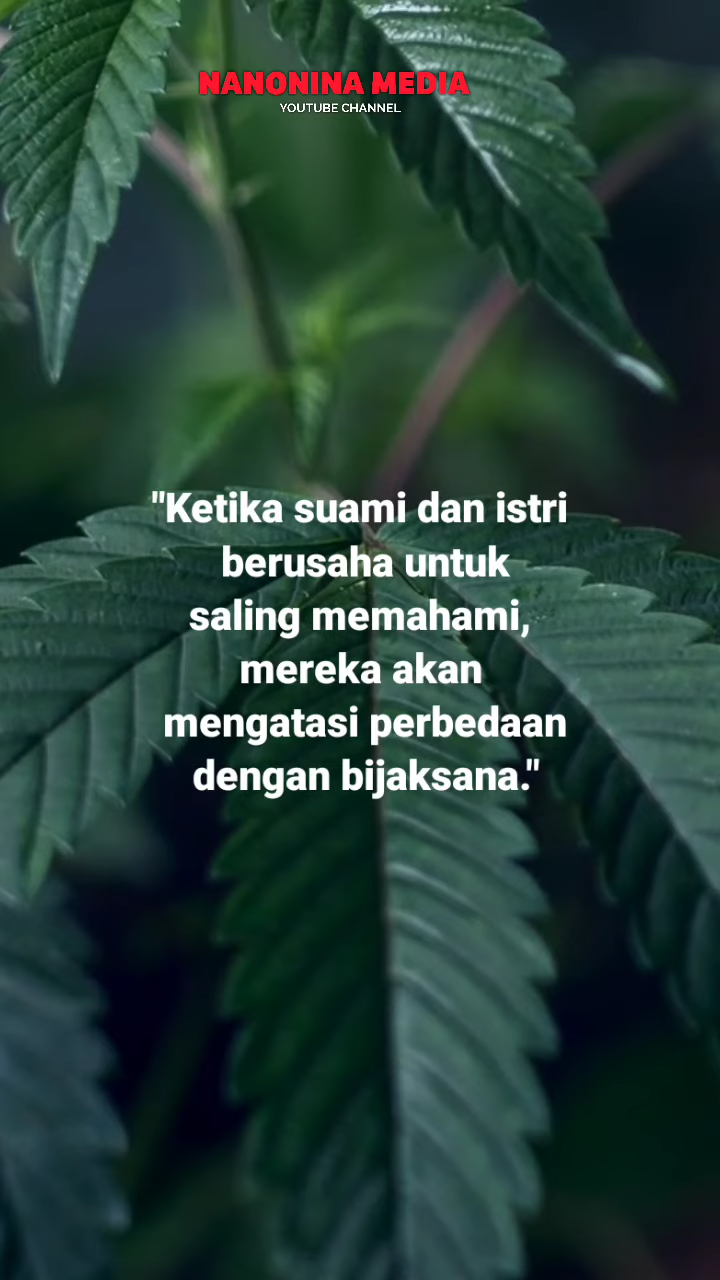 NANONINA MEDIA
YOUTUBE CHANNEL
"Ketika suami dan istri
berusaha untuk
saling memahami,
mereka akan
mengatasi perbedaan
dengan bijaksana."